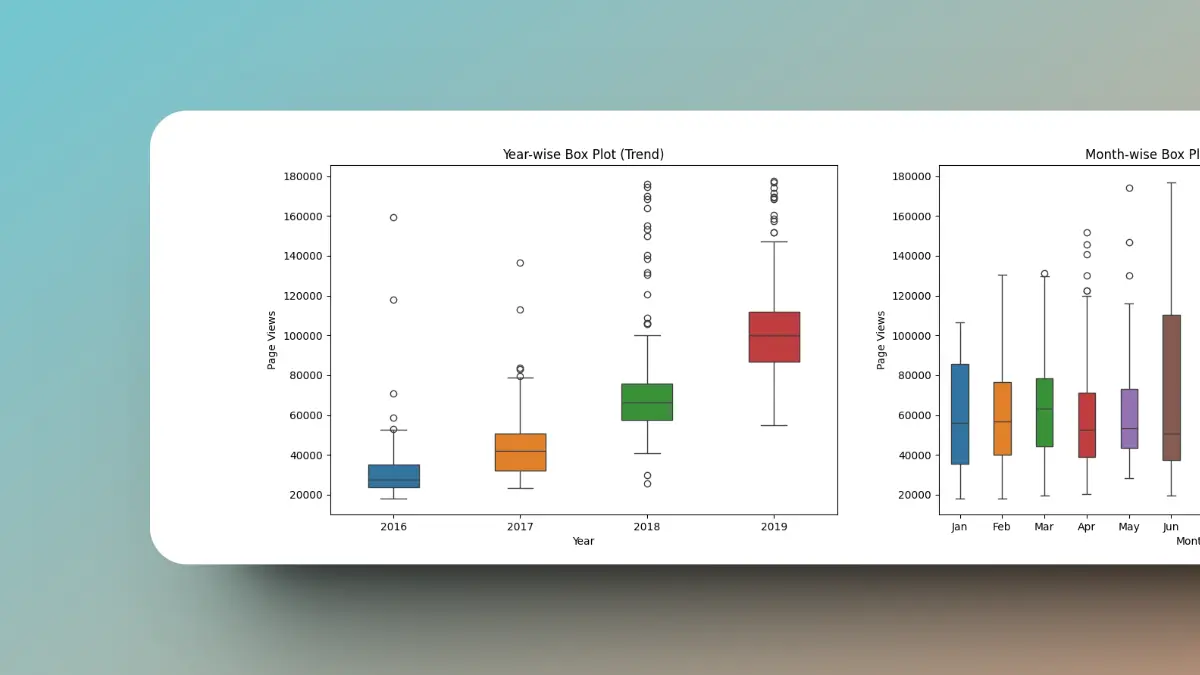 Year-wise Box Plot (Trend)
180000
160000
140000
120000
100000
80000
60000
40000
20000
Page Views
2016 2017 2018 2019
Year
Month-wise Box Pl
180000
160000
140000
120000
100000
80000
60000
40000
20000
Page Views
Jan Feb Mar Apr May Jun
Mont